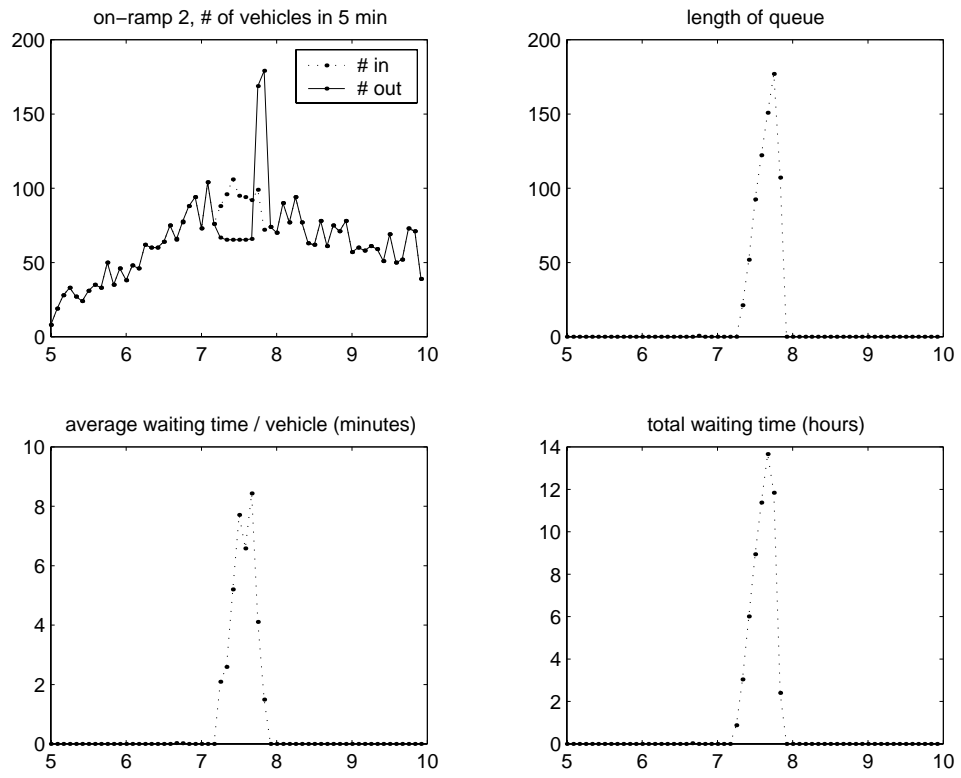 on−ramp 2, # of vehicles in 5 min
200
150
100
50
0
5 6 7 8 9 10
# in
# out
length of queue
200
150
100
50
0
5 6 7 8 9 10
average waiting time / vehicle (minutes)
10
8
6
4
2
0
5 6 7 8 9 10
total waiting time (hours)
14
12
10
8
6
4
2
0
5 6 7 8 9 10